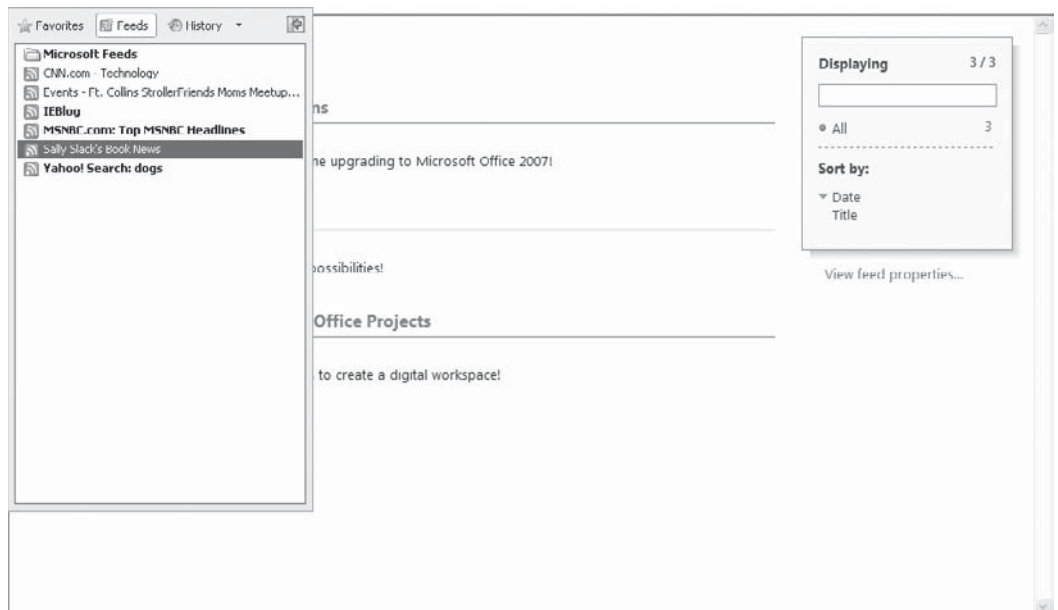 Favorites Feeds History
Microsoft Feeds
CNN.com - Technology
Events - Ft. Collins StrollerFriends Moms Meetup...
IEBlog
MSNBC.com: Top MSNBC Headlines
Sally Slack's Book News
Yahoo! Search: dogs
ns
upgrading to Microsoft Office 2007!
possibilities!
Office Projects
to create a digital workspace!
Displaying 3 / 3
All 3
Sort by:
Date
Title
View feed properties...